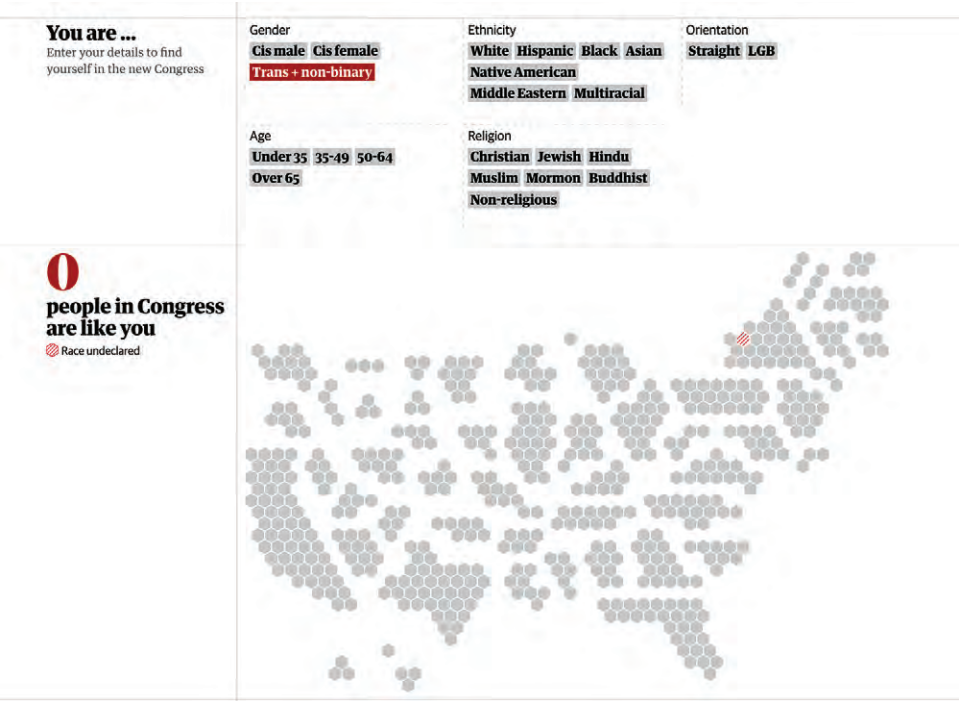 You are ...
Enter your details to find
yourself in the new Congress
Gender
Cis male Cis female
Trans + non-binary
Ethnicity
White Hispanic Black Asian
Native American
Middle Eastern Multiracial
Orientation
Straight LGB
Age
Under 35 35-49 50-64
Over 65
Religion
Christian Jewish Hindu
Muslim Mormon Buddhist
Non-religious
0
people in Congress
are like you
Race undeclared